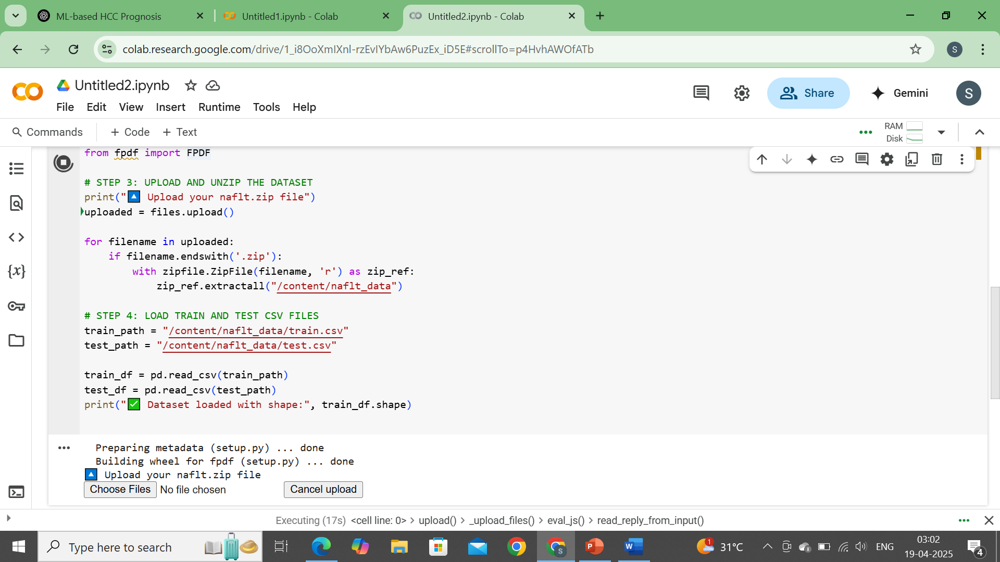 ML-based HCC Prognosis
Untitled1.ipynb - Colab
Untitled2.ipynb - Colab
colab.research.google.com/drive/1_i8OoXmIXnI-rzEvIYbAw6PuzEx_iD5E#scrollTo=p4HvhAWOfATb
S
Untitled2.ipynb
Share
Gemini
S
File Edit View Insert Runtime Tools Help
Commands
+ Code + Text
RAM
Disk
from fpdf import FPDF
# STEP 3: UPLOAD AND UNZIP THE DATASET
print("🔼 Upload your naflt.zip file")
uploaded = files.upload()
for filename in uploaded:
if filename.endswith('.zip'):
with zipfile.ZipFile(filename, 'r') as zip_ref:
zip_ref.extractall("/content/naflt_data")
# STEP 4: LOAD TRAIN AND TEST CSV FILES
train_path = "/content/naflt_data/train.csv"
test_path = "/content/naflt_data/test.csv"
train_df = pd.read_csv(train_path)
test_df = pd.read_csv(test_path)
print("✅ Dataset loaded with shape:", train_df.shape)
Preparing metadata (setup.py) ... done
Building wheel for fpdf (setup.py) ... done
🔼 Upload your naflt.zip file
Choose Files No file chosen Cancel upload
Executing (17s) <cell line: 0> > upload() > _upload_files() > eval_js() > read_reply_from_input()
Type here to search
S
P
W
1
31°C
ENG
03:02
19-04-2025
4